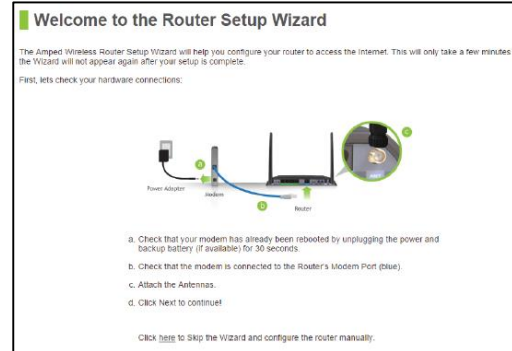 Welcome to the Router Setup Wizard
The Amped Wireless Router Setup Wizard will help you configure your router to access the Internet. This will only take a few minutes
the Wizard will not appear again after your setup is complete.
First, lets check your hardware connections:
a
c
Power Adapter
Modem
b
Router
a. Check that your modem has already been rebooted by unplugging the power and
backup battery (if available) for 30 seconds.
b. Check that the modem is connected to the Router's Modem Port (blue).
c. Attach the Antennas.
d. Click Next to continue!
Click here to Skip the Wizard and configure the router manually.